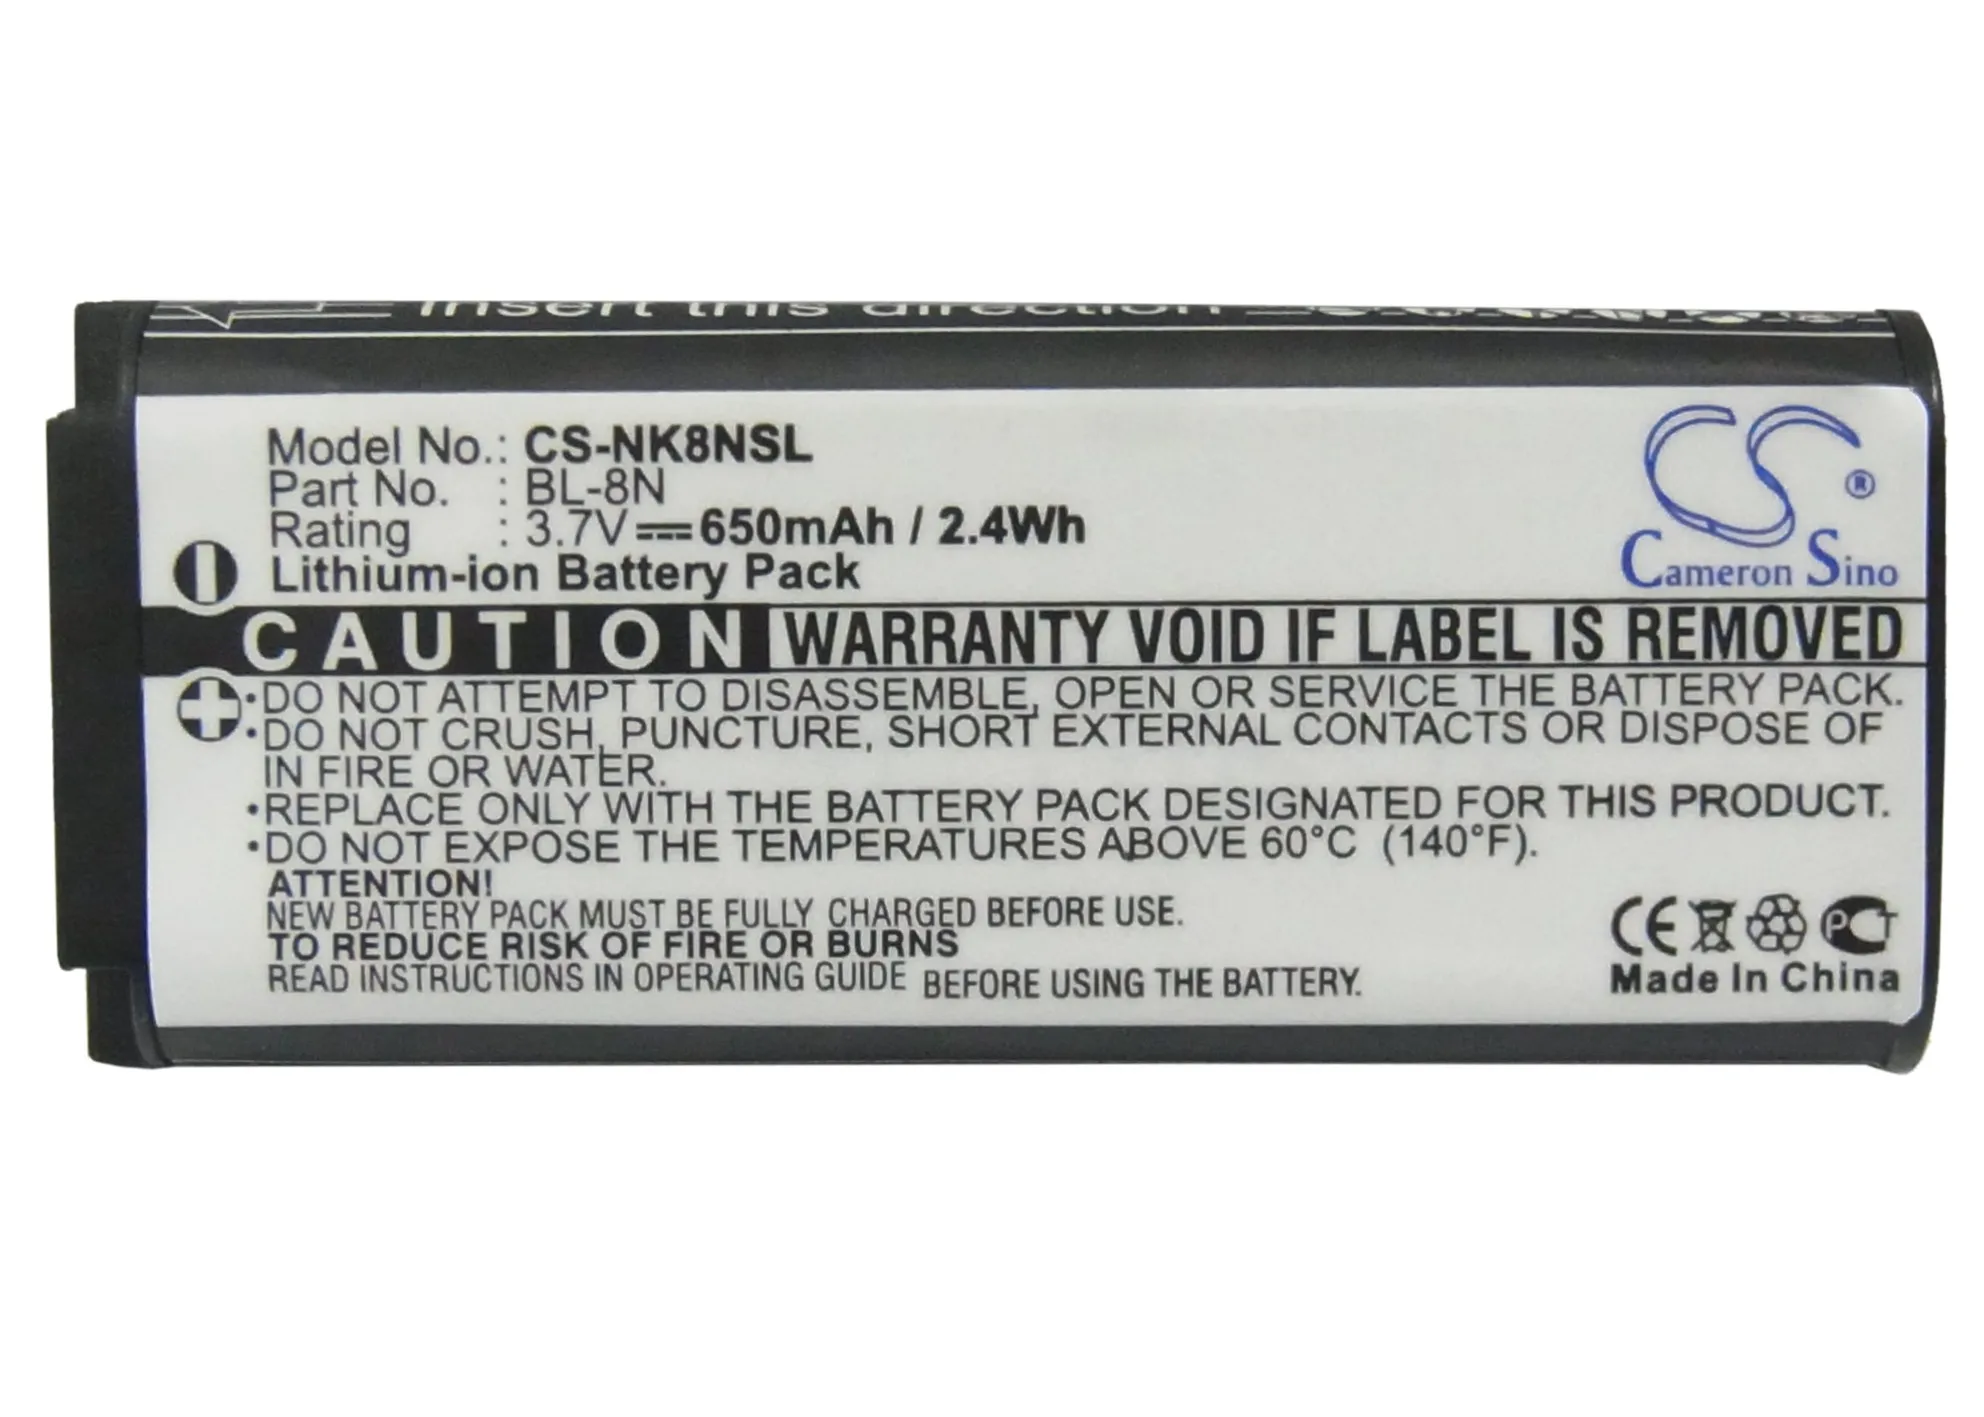 Insert this direction
Model No.: CS-NK8NSL
Part No. : BL-8N
Rating : 3.7V 650mAh / 2.4Wh
Lithium-ion Battery Pack
CS ®
Cameron Sino
CAUTION WARRANTY VOID IF LABEL IS REMOVED
•DO NOT ATTEMPT TO DISASSEMBLE, OPEN OR SERVICE THE BATTERY PACK.
•DO NOT CRUSH, PUNCTURE, SHORT EXTERNAL CONTACTS OR DISPOSE OF
IN FIRE OR WATER.
•REPLACE ONLY WITH THE BATTERY PACK DESIGNATED FOR THIS PRODUCT.
•DO NOT EXPOSE THE TEMPERATURES ABOVE 60°C (140°F).
ATTENTION!
NEW BATTERY PACK MUST BE FULLY CHARGED BEFORE USE.
TO REDUCE RISK OF FIRE OR BURNS
READ INSTRUCTIONS IN OPERATING GUIDE BEFORE USING THE BATTERY.
CE PCT
Made In China